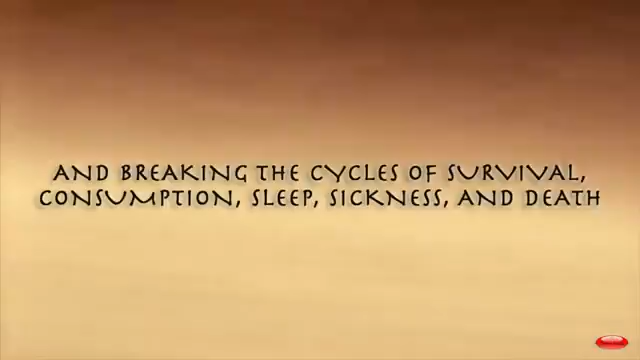 AND BREAKING THE CYCLES OF SURVIVAL,
CONSUMPTION, SLEEP, SICKNESS, AND DEATH